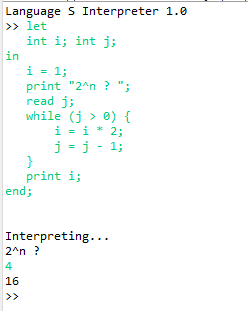 Language S Interpreter 1.0
>> let
   int i; int j;
in
   i = 1;
   print "2^n ? ";
   read j;
   while (j > 0) {
       i = i * 2;
       j = j - 1;
   }
   print i;
end;
Interpreting...
2^n ?
4
16
>>